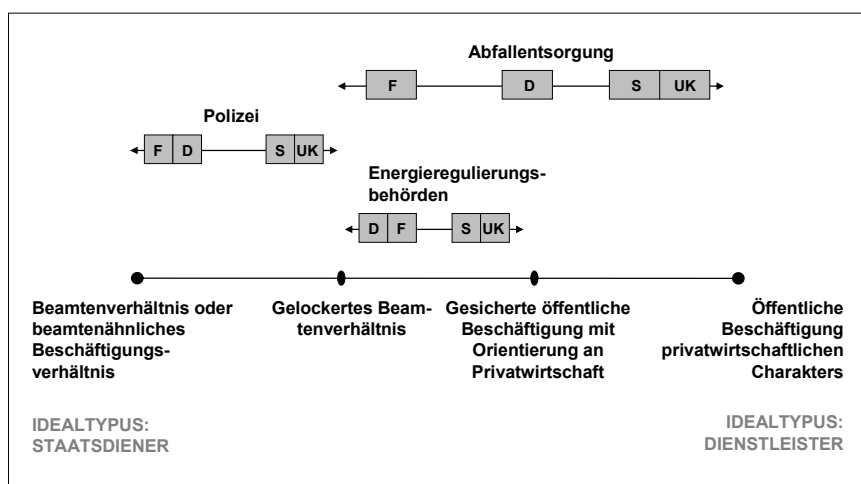 Abfallentsorgung
F D S UK
Polizei
F D S UK
Energieregulierungs-
behörden
D F S UK
Beamtenverhältnis oder
beamtenähnliches
Beschäftigungs-
verhältnis
Gelockertes Beam-
tenverhältnis
Gesicherte öffentliche
Beschäftigung mit
Orientierung an
Privatwirtschaft
Öffentliche
Beschäftigung
privatwirtschaftlichen
Charakters
IDEALTYPUS:
STAATSDIENER
IDEALTYPUS:
DIENSTLEISTER